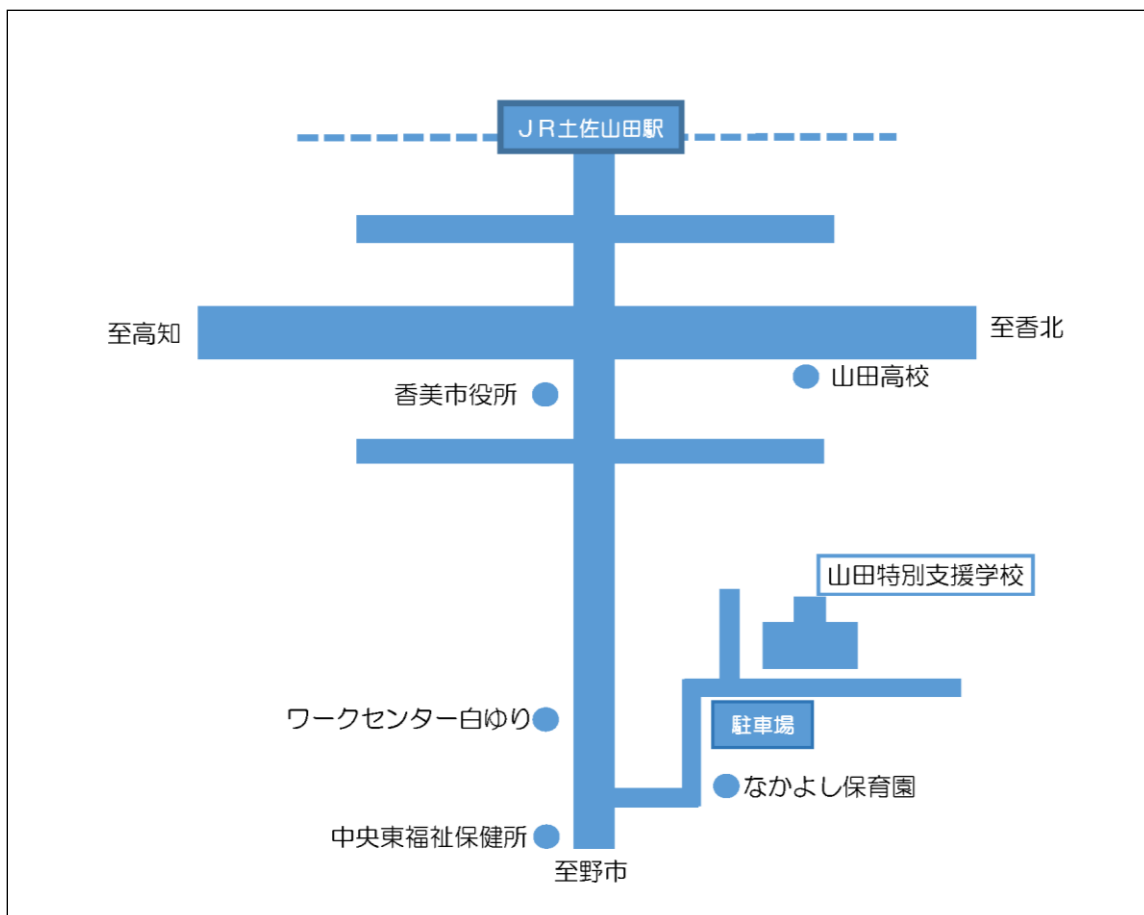 ＪＲ土佐山田駅
至高知
至香北
山田高校
香美市役所
山田特別支援学校
ワークセンター白ゆり
駐車場
なかよし保育園
中央東福祉保健所
至野市